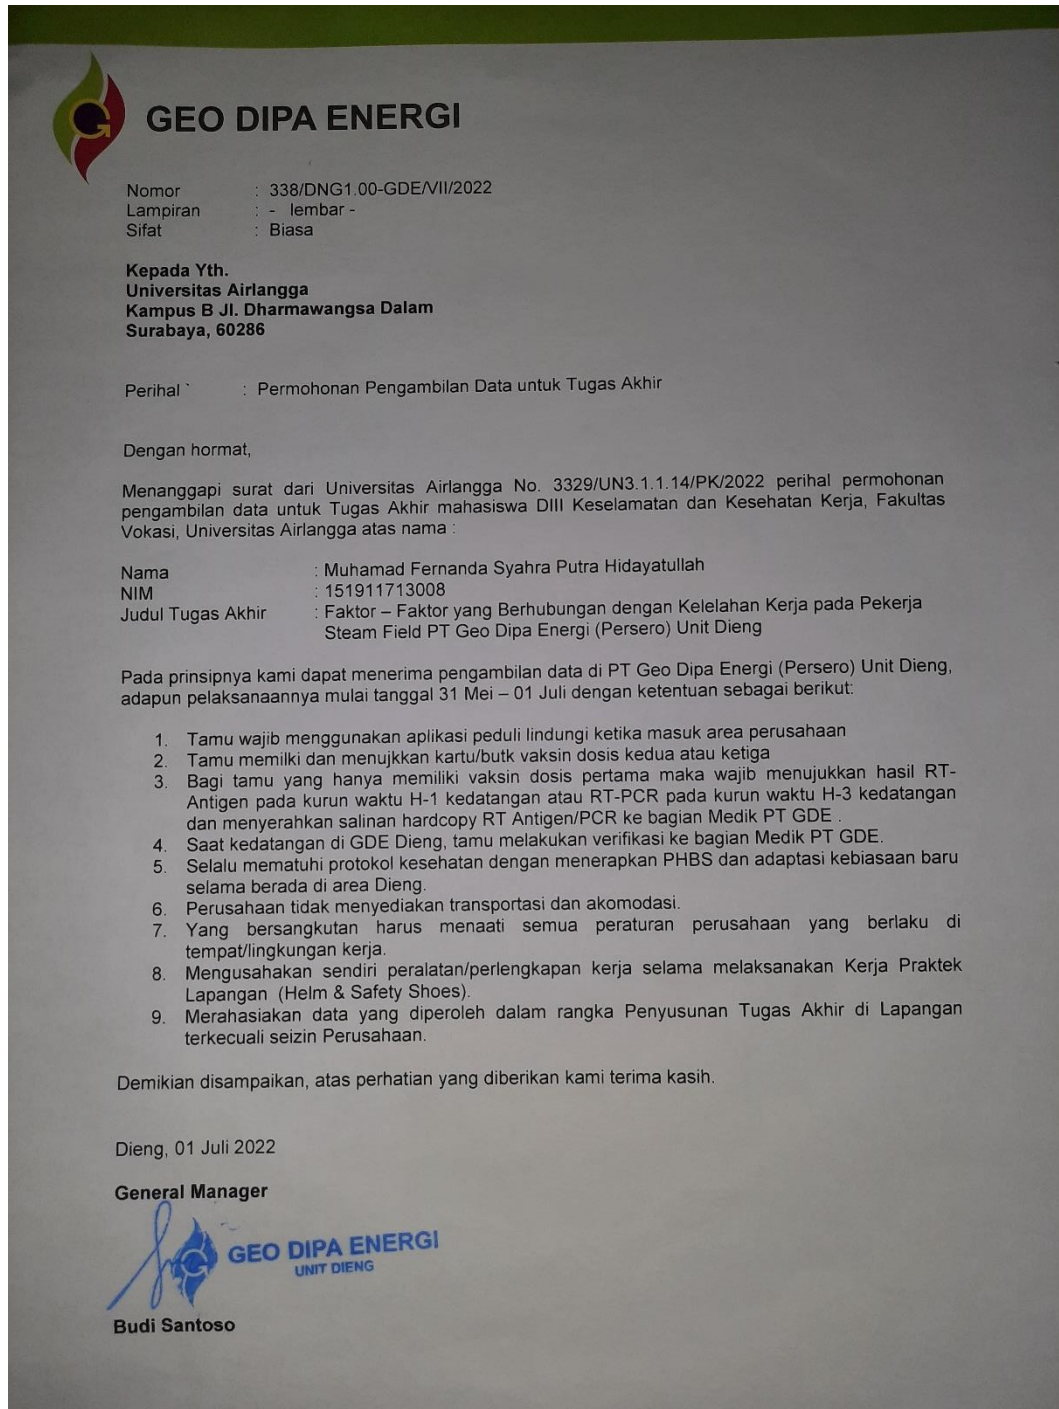 GEO DIPA ENERGI
Nomor : 338/DNG1.00-GDE/VII/2022
Lampiran : - lembar -
Sifat : Biasa
Kepada Yth.
Universitas Airlangga
Kampus B Jl. Dharmawangsa Dalam
Surabaya, 60286
Perihal : Permohonan Pengambilan Data untuk Tugas Akhir
Dengan hormat,
Menanggapi surat dari Universitas Airlangga No. 3329/UN3.1.1.14/PK/2022 perihal permohonan
pengambilan data untuk Tugas Akhir mahasiswa DIII Keselamatan dan Kesehatan Kerja, Fakultas
Vokasi, Universitas Airlangga atas nama :
Nama : Muhamad Fernanda Syahra Putra Hidayatullah
NIM : 151911713008
Judul Tugas Akhir : Faktor – Faktor yang Berhubungan dengan Kelelahan Kerja pada Pekerja
Steam Field PT Geo Dipa Energi (Persero) Unit Dieng
Pada prinsipnya kami dapat menerima pengambilan data di PT Geo Dipa Energi (Persero) Unit Dieng,
adapun pelaksanaannya mulai tanggal 31 Mei – 01 Juli dengan ketentuan sebagai berikut:
1. Tamu wajib menggunakan aplikasi peduli lindungi ketika masuk area perusahaan
2. Tamu memilki dan menujkkan kartu/butk vaksin dosis kedua atau ketiga
3. Bagi tamu yang hanya memiliki vaksin dosis pertama maka wajib menujukkan hasil RT-
Antigen pada kurun waktu H-1 kedatangan atau RT-PCR pada kurun waktu H-3 kedatangan
dan menyerahkan salinan hardcopy RT Antigen/PCR ke bagian Medik PT GDE .
4. Saat kedatangan di GDE Dieng, tamu melakukan verifikasi ke bagian Medik PT GDE.
5. Selalu mematuhi protokol kesehatan dengan menerapkan PHBS dan adaptasi kebiasaan baru
selama berada di area Dieng.
6. Perusahaan tidak menyediakan transportasi dan akomodasi.
7. Yang bersangkutan harus menaati semua peraturan perusahaan yang berlaku di
tempat/lingkungan kerja.
8. Mengusahakan sendiri peralatan/perlengkapan kerja selama melaksanakan Kerja Praktek
Lapangan (Helm & Safety Shoes).
9. Merahasiakan data yang diperoleh dalam rangka Penyusunan Tugas Akhir di Lapangan
terkecuali seizin Perusahaan.
Demikian disampaikan, atas perhatian yang diberikan kami terima kasih.
Dieng, 01 Juli 2022
General Manager
GEO DIPA ENERGI
UNIT DIENG
Budi Santoso